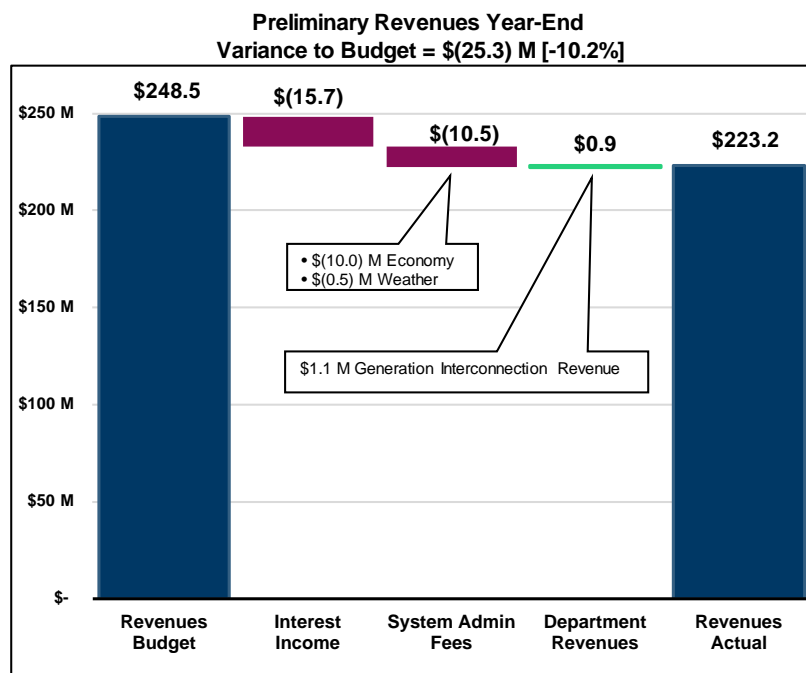 Preliminary Revenues Year-End
Variance to Budget = $(25.3) M [-10.2%]
$248.5
$(15.7)
$(10.5)
$0.9
$223.2
$250 M
$200 M
$150 M
$100 M
$50 M
$-
• $(10.0) M Economy
• $(0.5) M Weather
$1.1 M Generation Interconnection Revenue
Revenues
Budget
Interest
Income
System Admin
Fees
Department
Revenues
Revenues
Actual